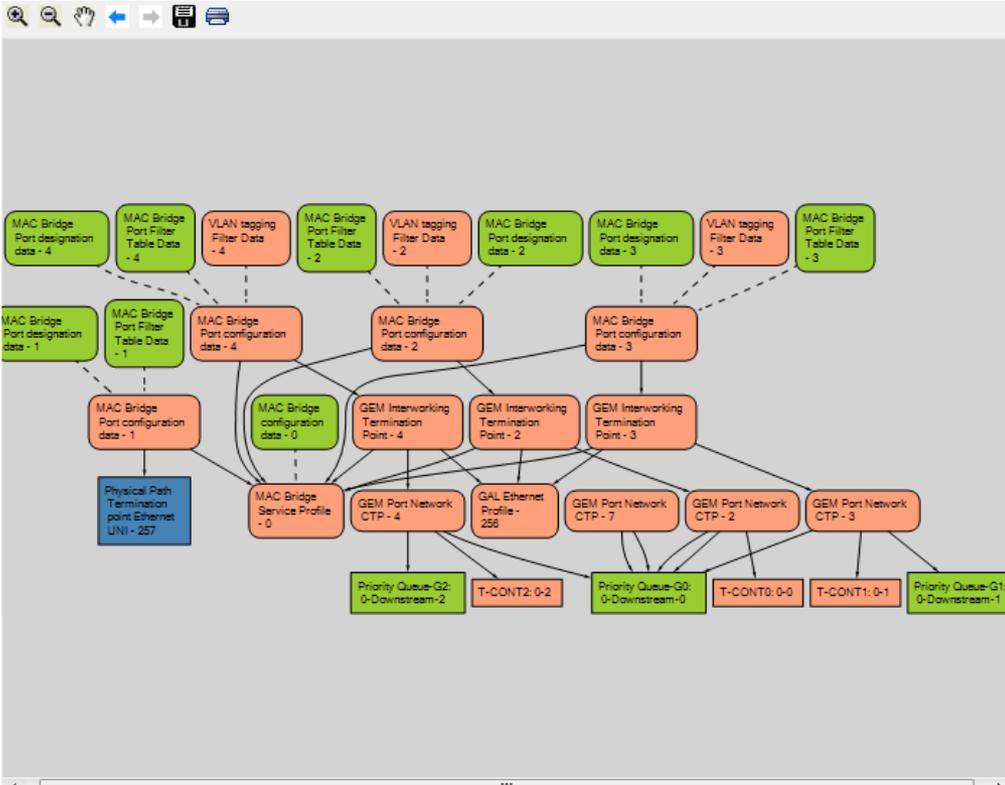 MAC Bridge
Port designation
data - 4
MAC Bridge
Port Filter
Table Data
- 4
VLAN tagging
Filter Data
- 4
MAC Bridge
Port Filter
Table Data
- 2
VLAN tagging
Filter Data
- 2
MAC Bridge
Port designation
data - 2
MAC Bridge
Port designation
data - 3
VLAN tagging
Filter Data
- 3
MAC Bridge
Port Filter
Table Data
- 3
MAC Bridge
Port designation
data - 1
MAC Bridge
Port Filter
Table Data
- 1
MAC Bridge
Port configuration
data - 4
MAC Bridge
Port configuration
data - 2
MAC Bridge
Port configuration
data - 3
MAC Bridge
Port configuration
data - 1
MAC Bridge
configuration
data - 0
GEM Interworking
Termination
Point - 4
GEM Interworking
Termination
Point - 2
GEM Interworking
Termination
Point - 3
Physical Path
Termination
point Ethernet
UNI - 257
MAC Bridge
Service Profile
- 0
GEM Port Network
CTP - 4
GAL Ethernet
Profile -
256
GEM Port Network
CTP - 7
GEM Port Network
CTP - 2
GEM Port Network
CTP - 3
Priority Queue-G2:
0-Downstream-2
T-CONT2: 0-2
Priority Queue-G0:
0-Downstream-0
T-CONT0: 0-0
T-CONT1: 0-1
Priority Queue-G1
0-Downstream-1